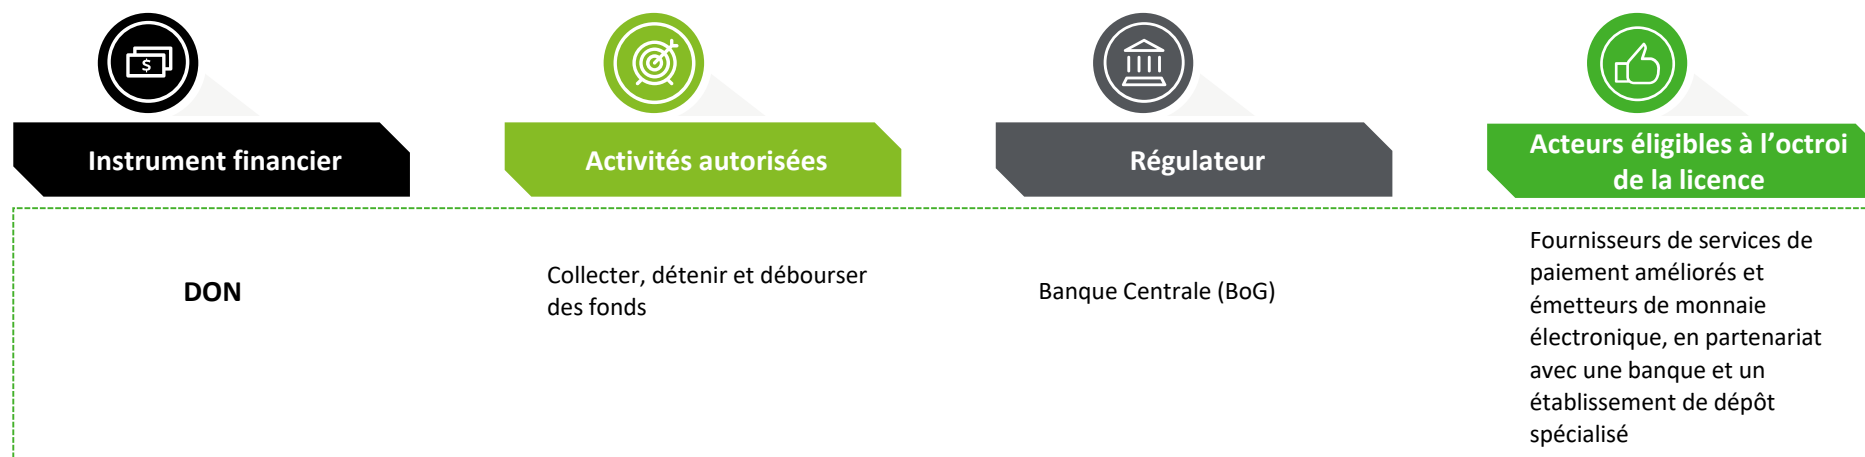 $
Instrument financier
Activités autorisées
Régulateur
Acteurs éligibles à l’octroi
de la licence
DON
Collecter, détenir et débourser
des fonds
Banque Centrale (BoG)
Fournisseurs de services de
paiement améliorés et
émetteurs de monnaie
électronique, en partenariat
avec une banque et un
établissement de dépôt
spécialisé